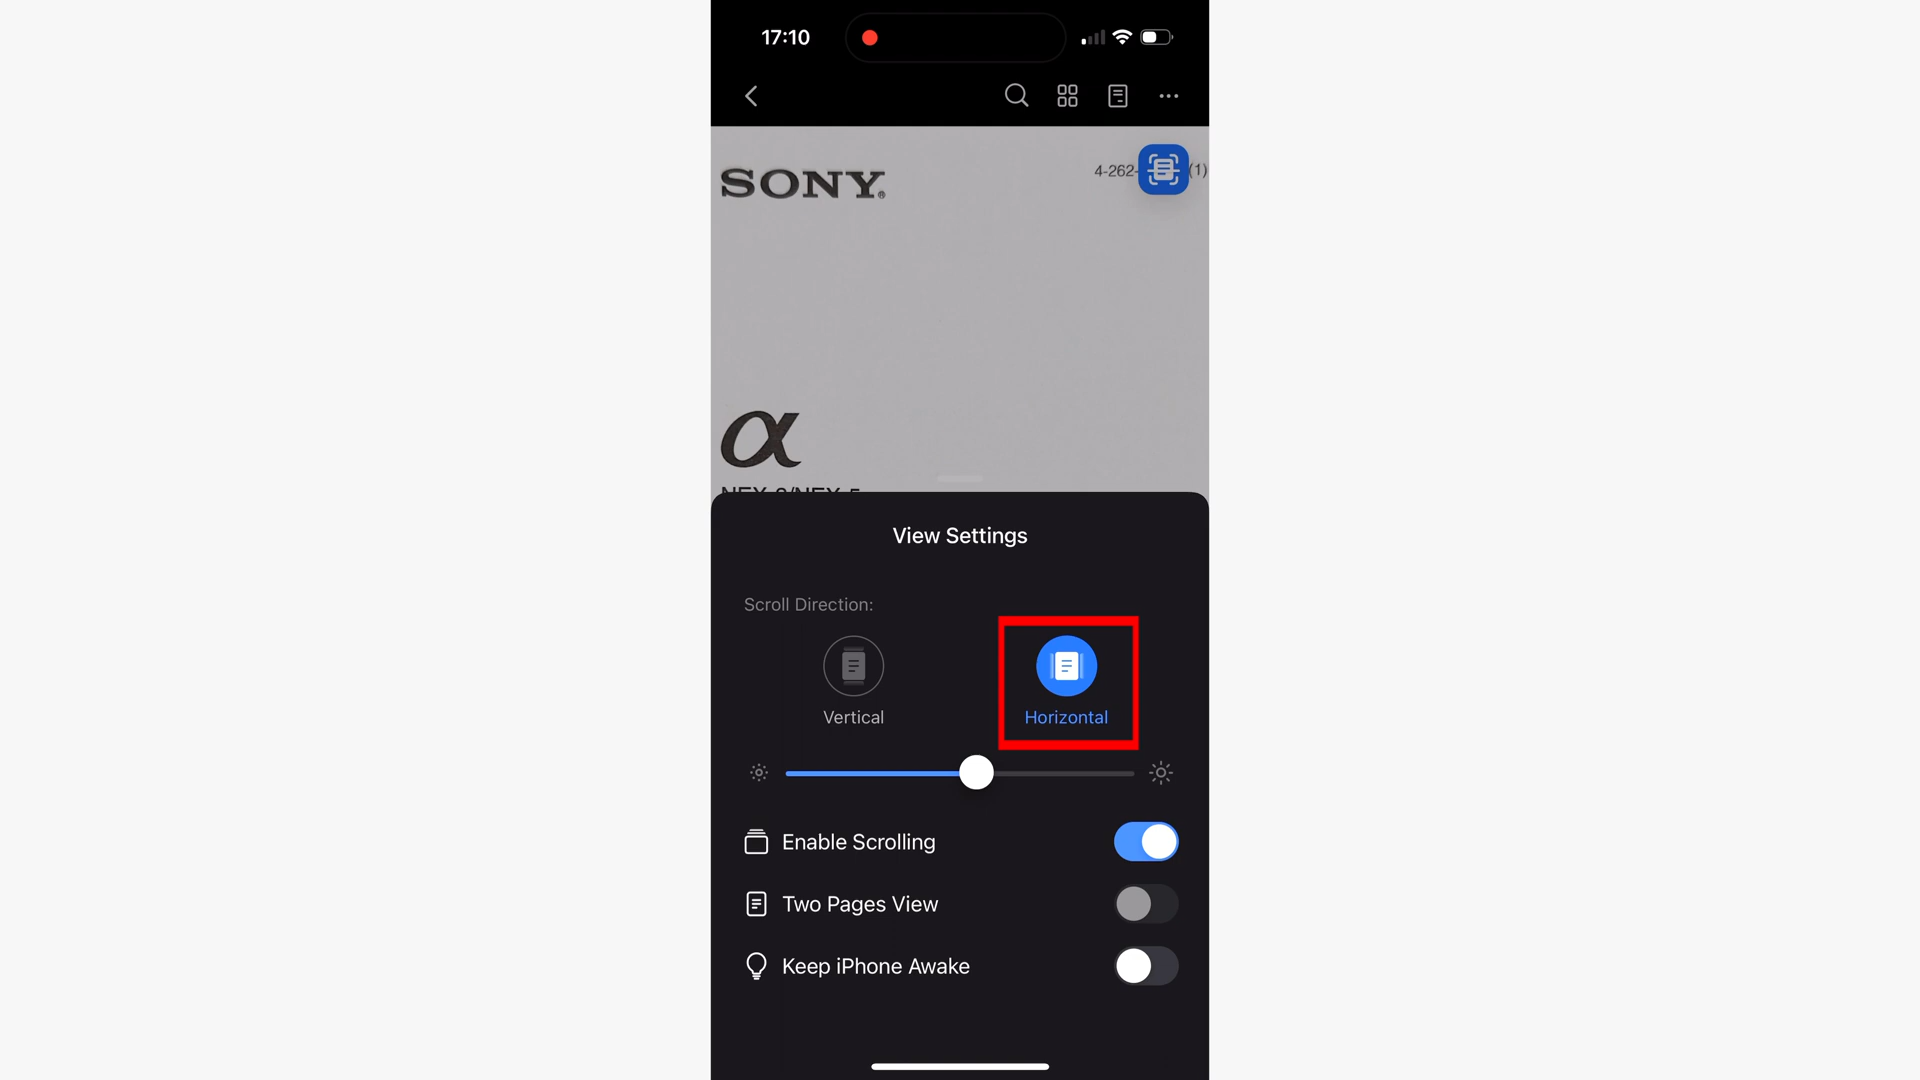 17:10
SONY®
4-262- (1)
α
View Settings
Scroll Direction:
Vertical
Horizontal
Enable Scrolling
Two Pages View
Keep iPhone Awake